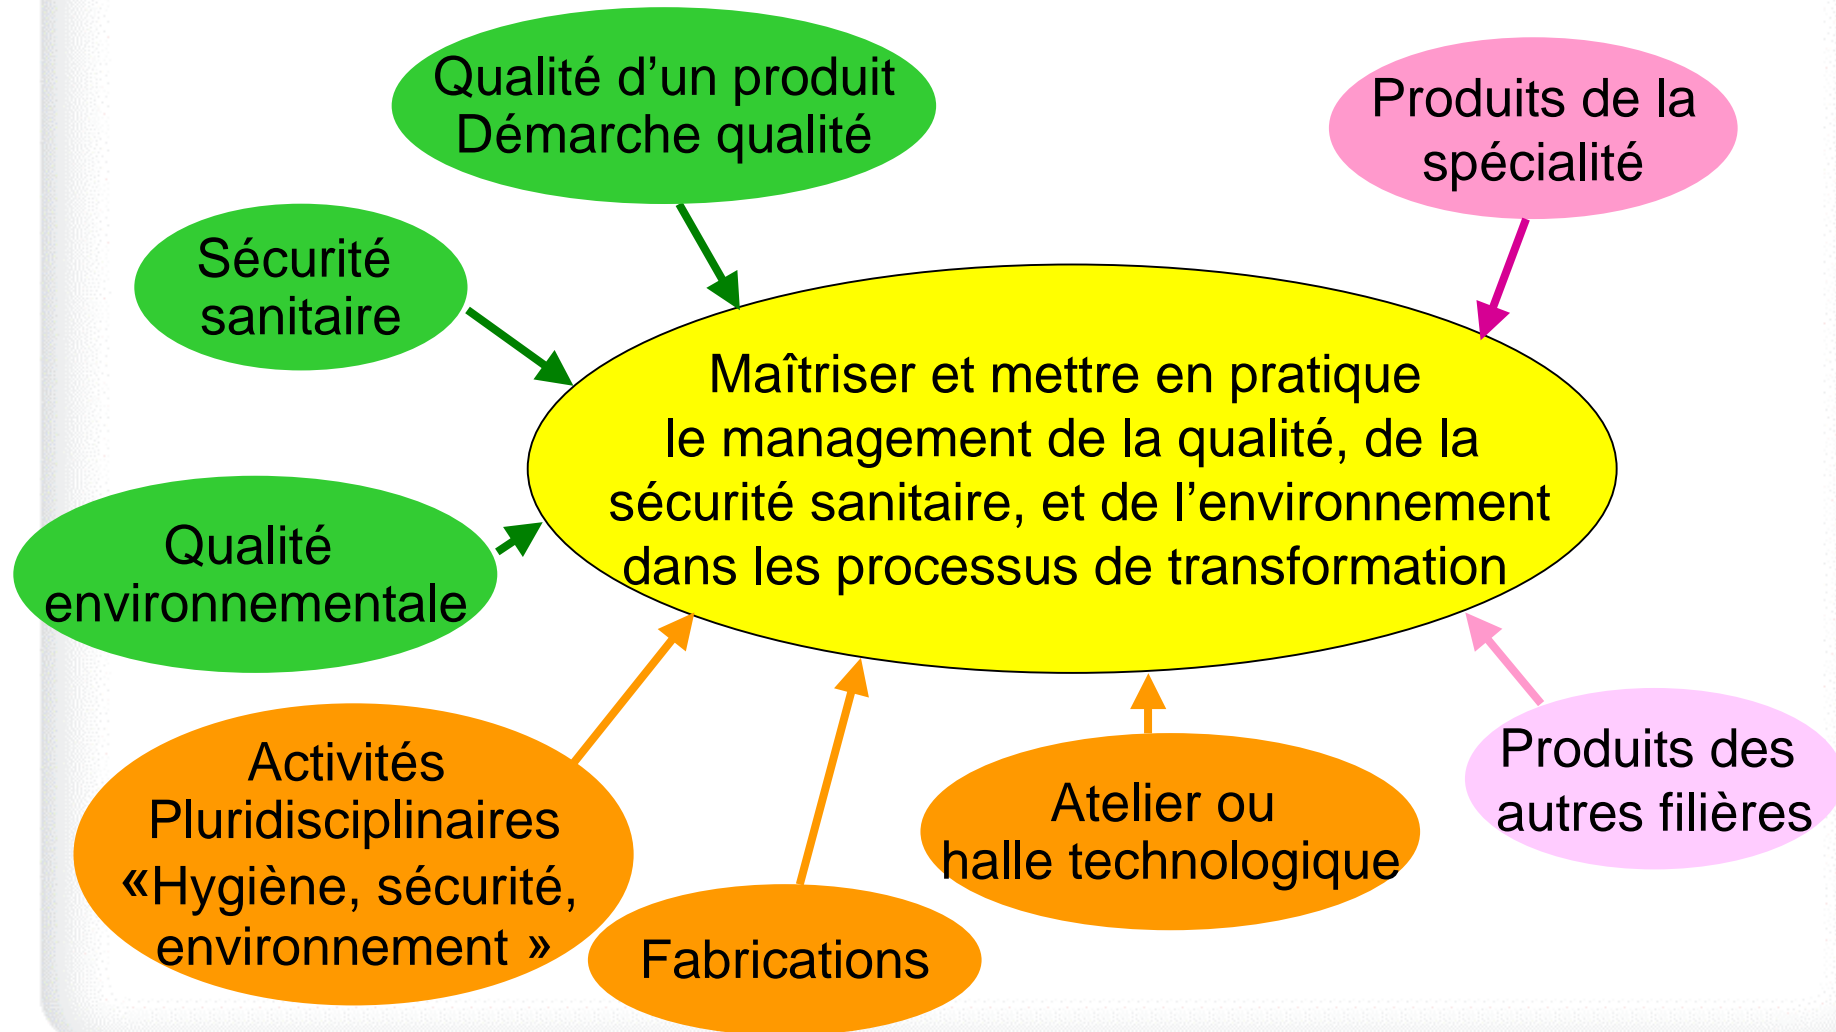 Qualité d’un produit
Démarche qualité
Produits de la
spécialité
Sécurité
sanitaire
Maîtriser et mettre en pratique
le management de la qualité, de la
sécurité sanitaire, et de l’environnement
dans les processus de transformation
Qualité
environnementale
Activités
Pluridisciplinaires
«Hygiène, sécurité,
environnement »
Fabrications
Atelier ou
halle technologique
Produits des
autres filières